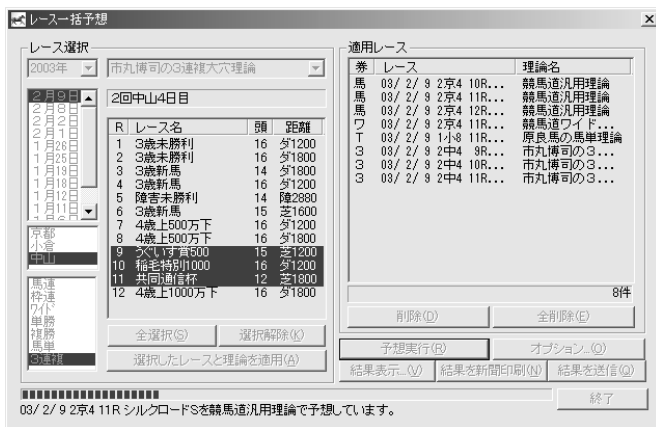 レース一括予想
レース選択
2003年
市丸博司の3連複大穴理論
2月9日
2月8日
2月2日
2月1日
1月26日
1月25日
1月19日
1月18日
1月12日
1月11日
2回中山4日目
R レース名 頭 距離
1 3歳未勝利 16 ダ1200
2 3歳未勝利 16 ダ1800
3 3歳新馬 14 ダ1800
4 3歳新馬 16 ダ1200
5 障害未勝利 14 障2880
6 3歳新馬 15 芝1600
7 4歳上500万下 16 ダ1200
8 4歳上500万下 16 ダ1800
9 うぐいす賞500 15 芝1200
10 稲毛特別1000 16 ダ1200
11 共同通信杯 12 芝1800
12 4歳上1000万下 16 ダ1800
京都
小倉
中山
馬連
枠連
ワイド
単勝
複勝
馬単
3連複
全選択(S)
選択解除(K)
選択したレースと理論を適用(A)
適用レース
券 レース 理論名
馬 03/ 2/ 9 2京4 10R... 競馬道汎用理論
馬 03/ 2/ 9 2京4 11R... 競馬道汎用理論
馬 03/ 2/ 9 2京4 12R... 競馬道汎用理論
ワ 03/ 2/ 9 2京4 11R... 競馬道ワイド...
T 03/ 2/ 9 1小8 11R... 原良馬の馬単理論
3 03/ 2/ 9 2中4 9R... 市丸博司の3...
3 03/ 2/ 9 2中4 10R... 市丸博司の3...
3 03/ 2/ 9 2中4 11R... 市丸博司の3...
8件
削除(D)
全削除(E)
予想実行(R)
オプション...(O)
結果表示...(V)
結果を新聞印刷(N)
結果を送信(Q)
終了
03/ 2/ 9 2京4 11R シルクロードSを競馬道汎用理論で予想しています。